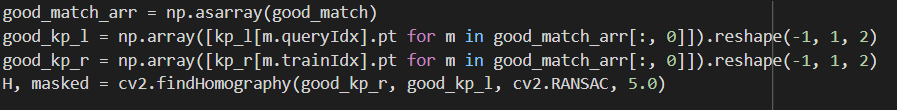 good_match_arr = np.asarray(good_match)
good_kp_l = np.array([kp_l[m.queryIdx].pt for m in good_match_arr[:, 0]]).reshape(-1, 1, 2)
good_kp_r = np.array([kp_r[m.trainIdx].pt for m in good_match_arr[:, 0]]).reshape(-1, 1, 2)
H, masked = cv2.findHomography(good_kp_r, good_kp_l, cv2.RANSAC, 5.0)